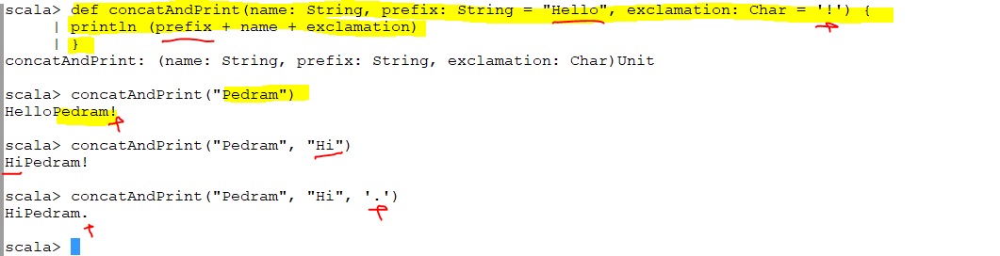 scala> def concatAndPrint(name: String, prefix: String = "Hello", exclamation: Char = '!') {
| println (prefix + name + exclamation)
| }
concatAndPrint: (name: String, prefix: String, exclamation: Char)Unit
scala> concatAndPrint("Pedram")
HelloPedram!
scala> concatAndPrint("Pedram", "Hi")
HiPedram!
scala> concatAndPrint("Pedram", "Hi", '.')
HiPedram.
scala>